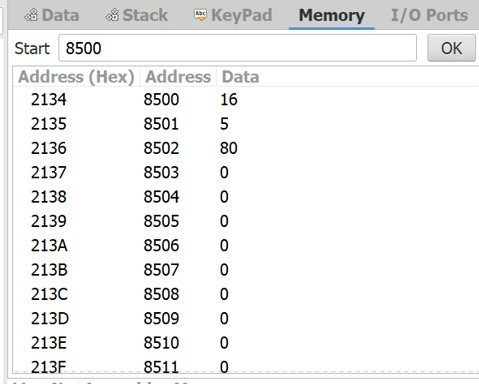 Data Stack KeyPad Memory I/O Ports
Start 8500 OK
Address (Hex) Address Data
2134 8500 16
2135 8501 5
2136 8502 80
2137 8503 0
2138 8504 0
2139 8505 0
213A 8506 0
213B 8507 0
213C 8508 0
213D 8509 0
213E 8510 0
213F 8511 0